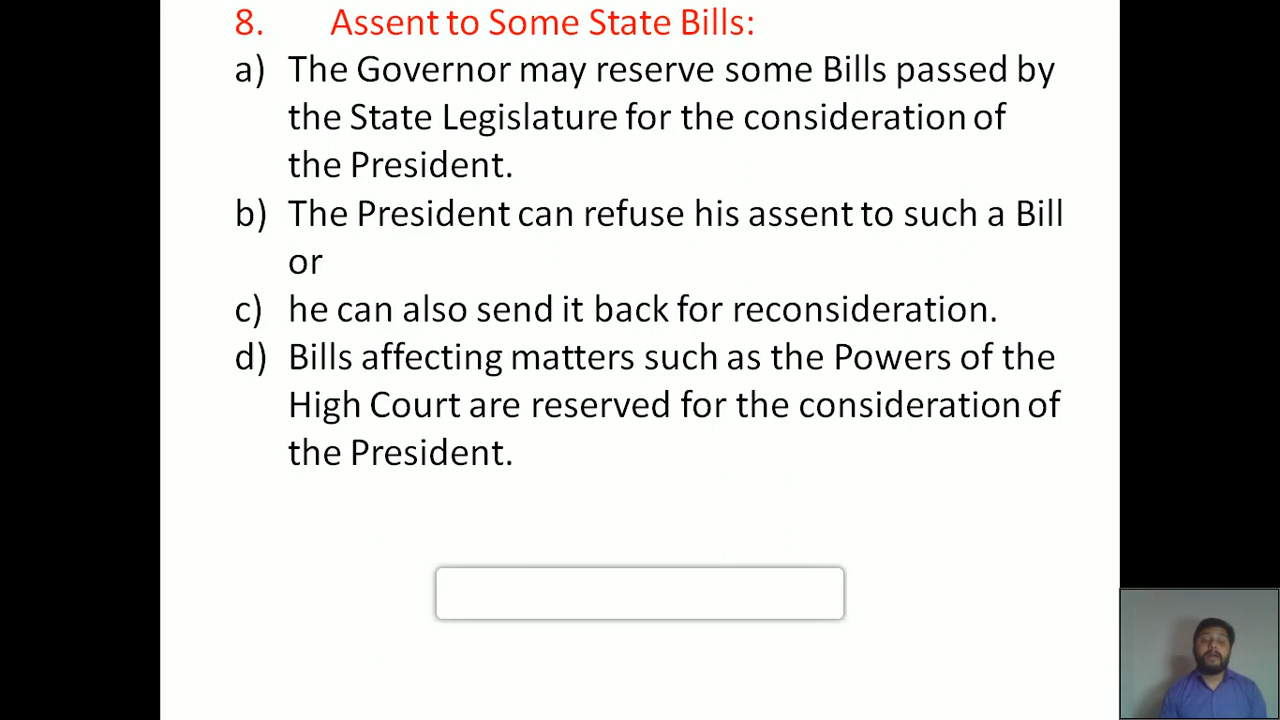 8. Assent to Some State Bills:
a) The Governor may reserve some Bills passed by
the State Legislature for the consideration of
the President.
b) The President can refuse his assent to such a Bill
or
c) he can also send it back for reconsideration.
d) Bills affecting matters such as the Powers of the
High Court are reserved for the consideration of
the President.